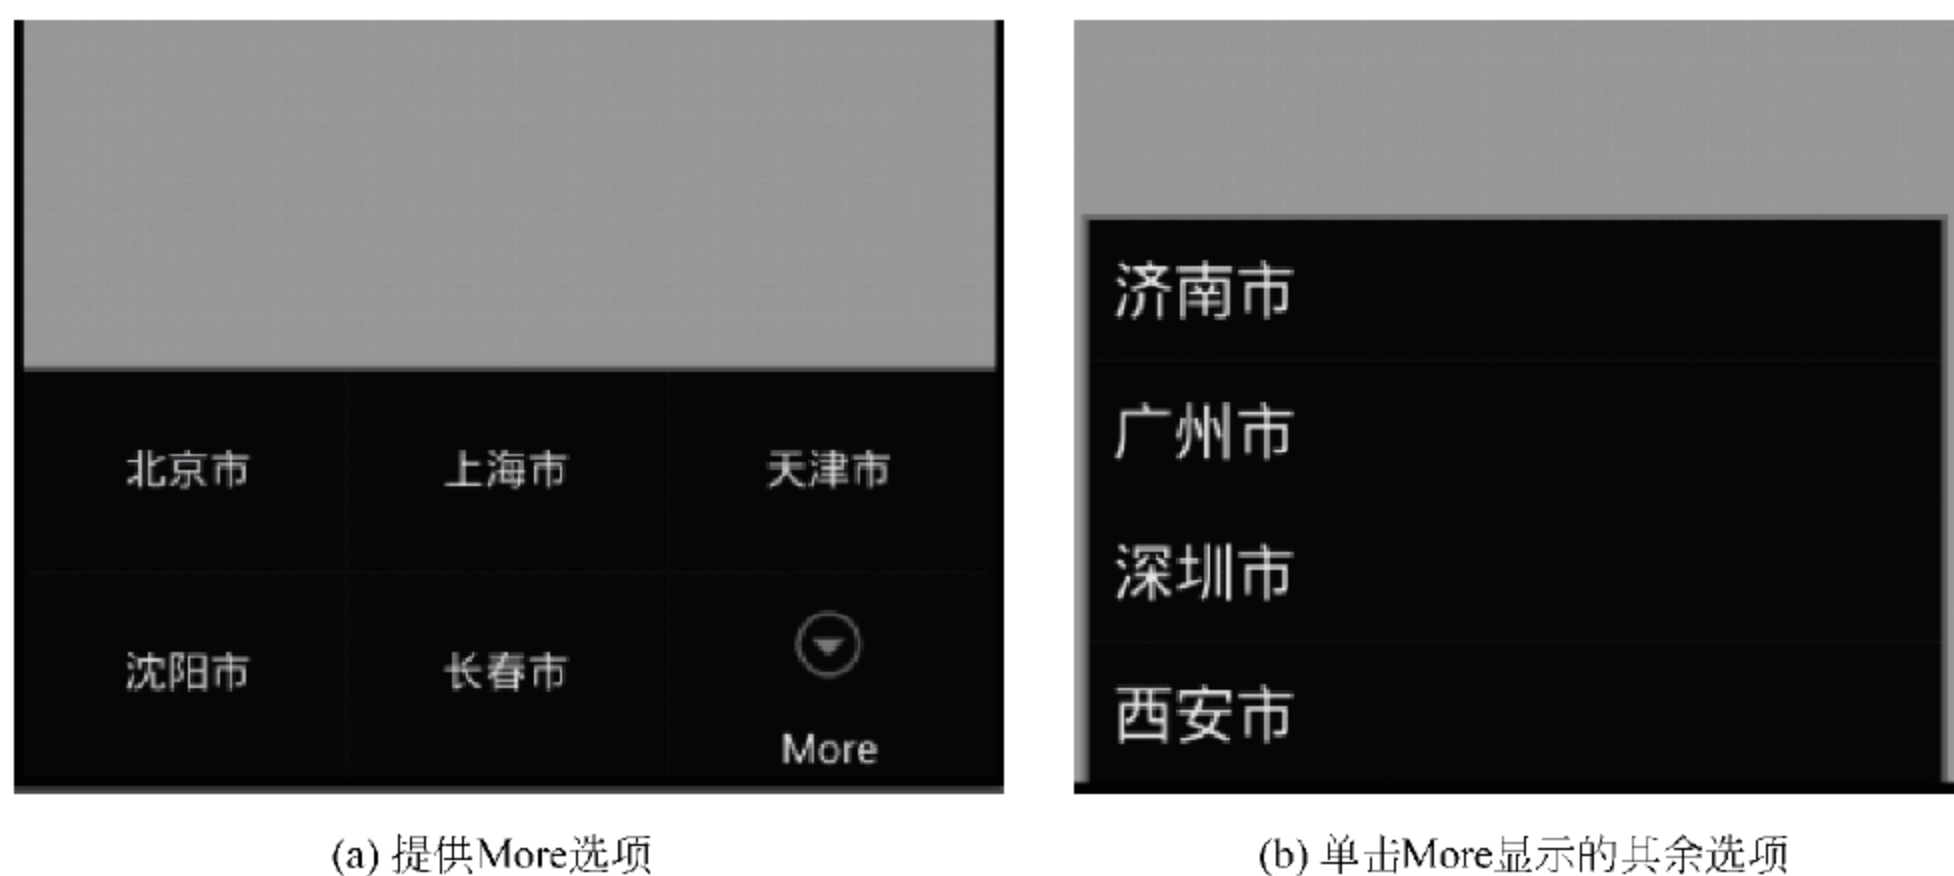 北京市 上海市 天津市
沈阳市 长春市
More
济南市
广州市
深圳市
西安市
(a) 提供More选项
(b) 单击More显示的其余选项